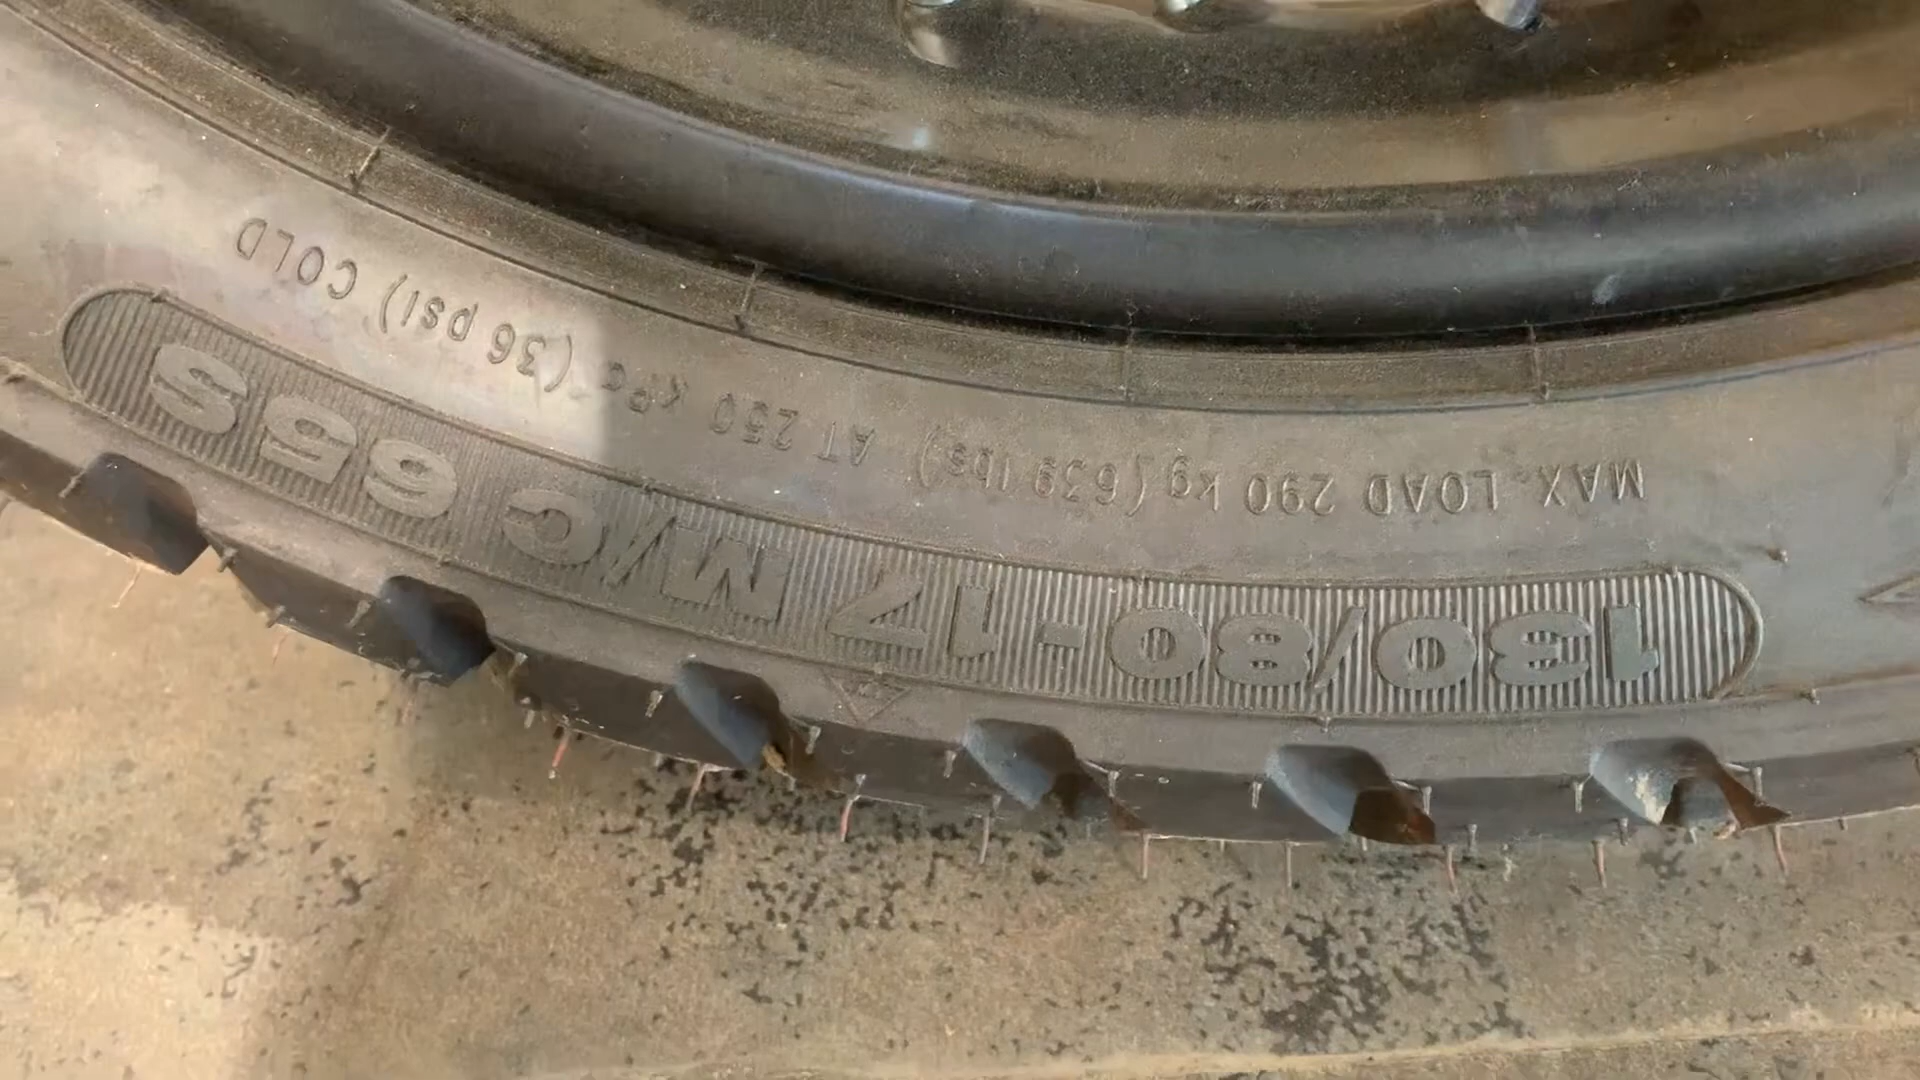 130/80-17 M/C 65S
MAX. LOAD 290 kg (639 lbs) AT 250 kPa (36 psi) COLD